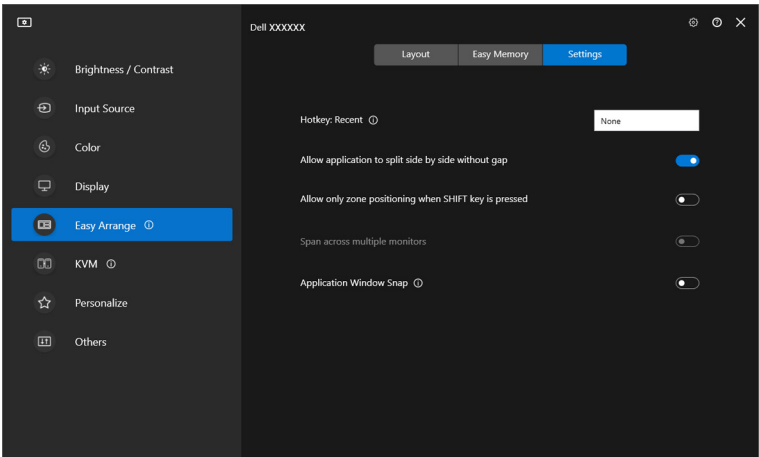 Dell XXXXXX
Layout
Easy Memory
Settings
Brightness / Contrast
Input Source
Color
Display
Easy Arrange
KVM
Personalize
Others
Hotkey: Recent
None
Allow application to split side by side without gap
Allow only zone positioning when SHIFT key is pressed
Span across multiple monitors
Application Window Snap